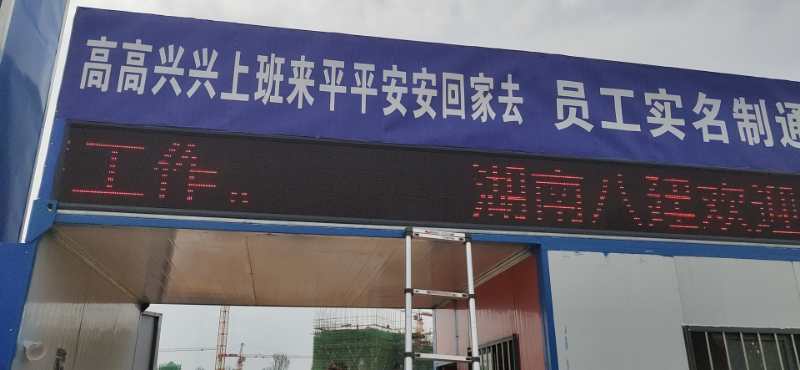 高高兴兴上班来平平安安回家去 员工实名制通
工作.. 湖南八建欢迎